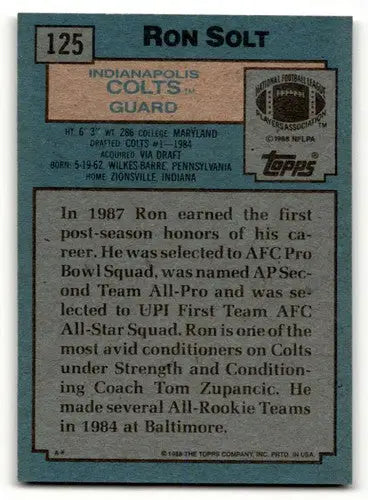 125
RON SOLT
INDIANAPOLIS
COLTS™
GUARD
NATIONAL FOOTBALL LEAGUE
PLAYERS ASSOCIATION™
© 1988 NFLPA
Topps®
HT. 6' 3" WT. 286 COLLEGE: MARYLAND
DRAFTED: COLTS #1—1984
ACQUIRED: VIA DRAFT
BORN: 5-19-62, WILKES-BARRE, PENNSYLVANIA
HOME: ZIONSVILLE, INDIANA
In 1987 Ron earned the first
post-season honors of his ca-
reer. He was selected to AFC Pro
Bowl Squad, was named AP Sec-
ond Team All-Pro and was se-
lected to UPI First Team AFC
All-Star Squad. Ron is one of the
most avid conditioners on Colts
under Strength and Condition-
ing Coach Tom Zupancic. He
made several All-Rookie Teams
in 1984 at Baltimore.
© 1988 THE TOPPS COMPANY, INC. PRTD. IN U.S.A.